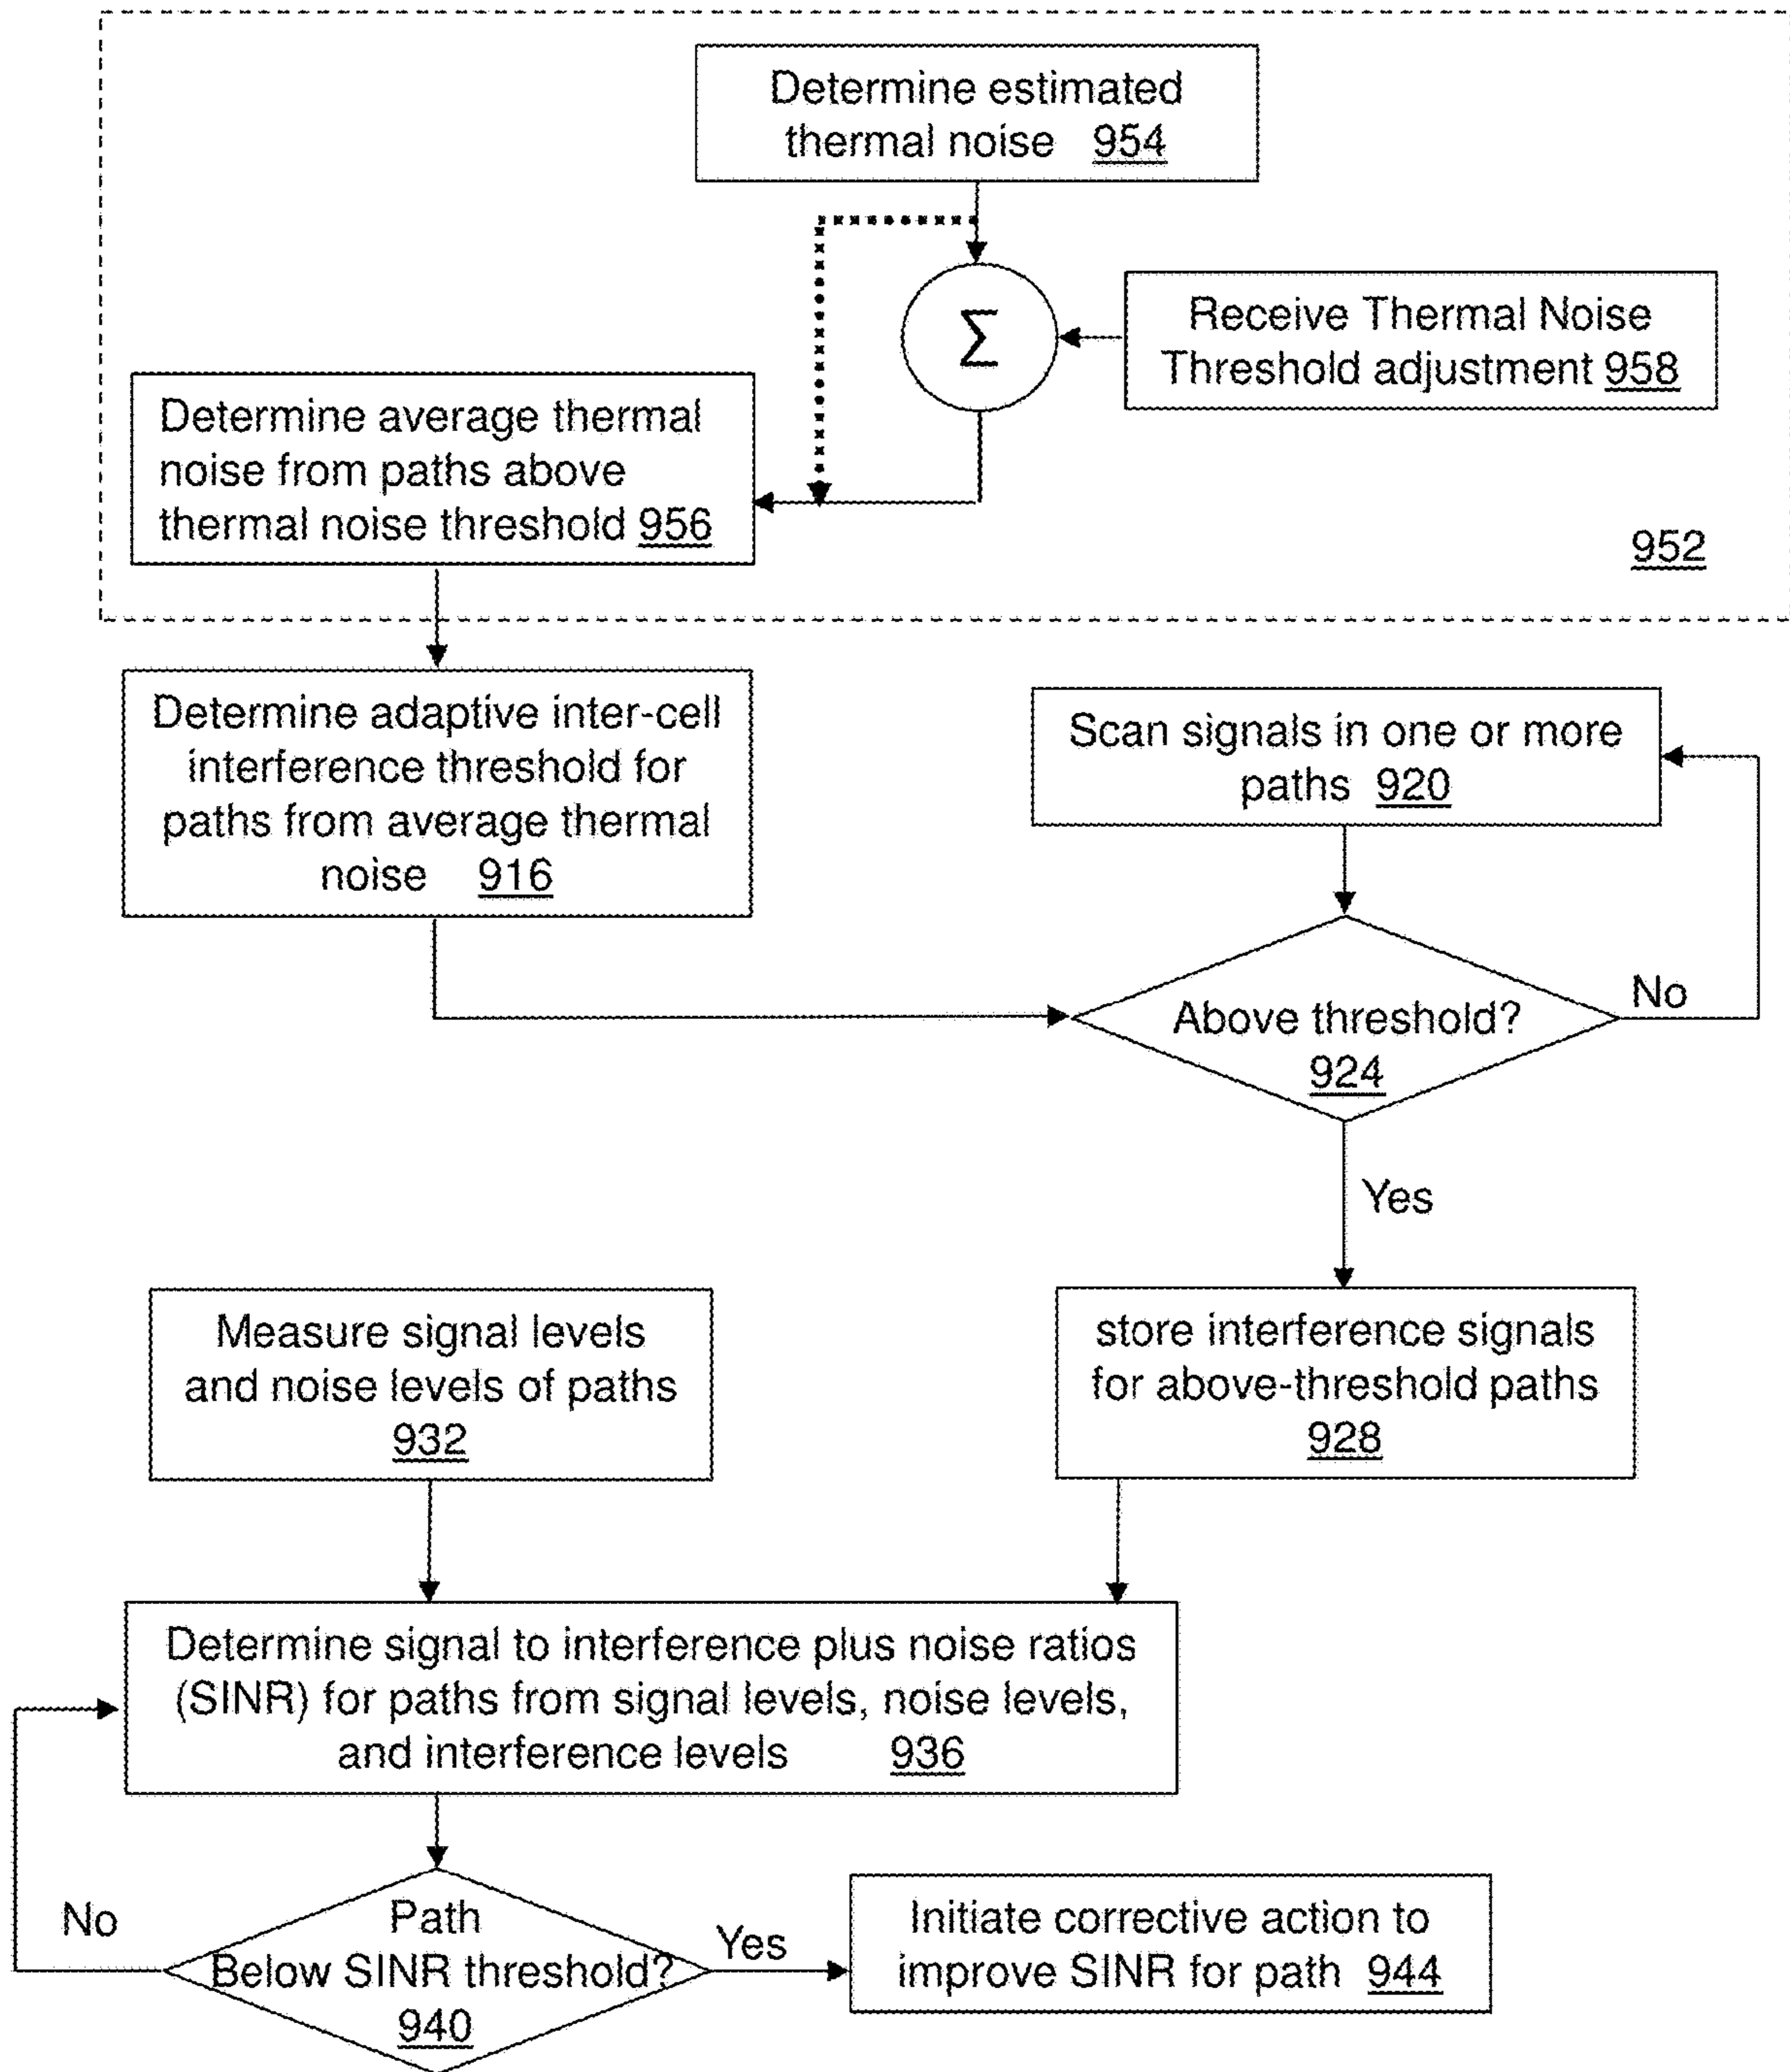 Determine estimated
thermal noise 954
Σ
Receive Thermal Noise
Threshold adjustment 958
Determine average thermal
noise from paths above
thermal noise threshold 956
952
Determine adaptive inter-cell
interference threshold for
paths from average thermal
noise 916
Scan signals in one or more
paths 920
Above threshold?
924
No
Yes
Measure signal levels
and noise levels of paths
932
store interference signals
for above-threshold paths
928
Determine signal to interference plus noise ratios
(SINR) for paths from signal levels, noise levels,
and interference levels 936
No
Path
Below SINR threshold?
940
Yes
Initiate corrective action to
improve SINR for path 944